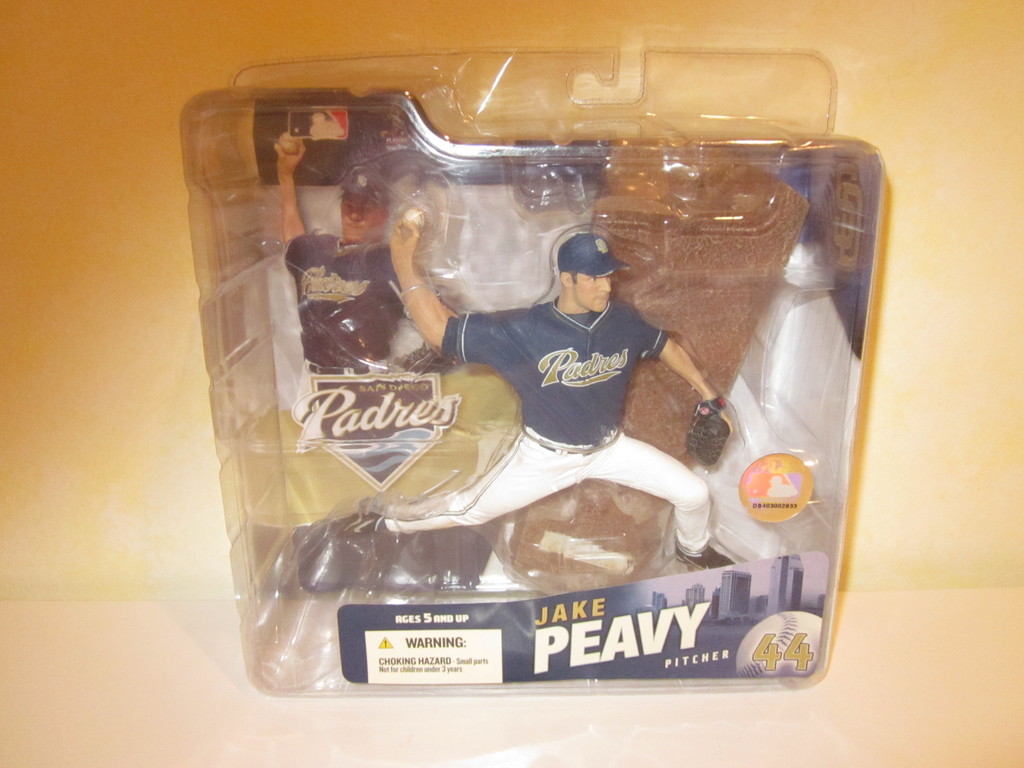 Padres
SAN DIEGO
Padres
Padres
DB403002833
AGES 5 AND UP
WARNING:
CHOKING HAZARD - Small parts
Not for children under 3 years
JAKE
PEAVY
PITCHER
44